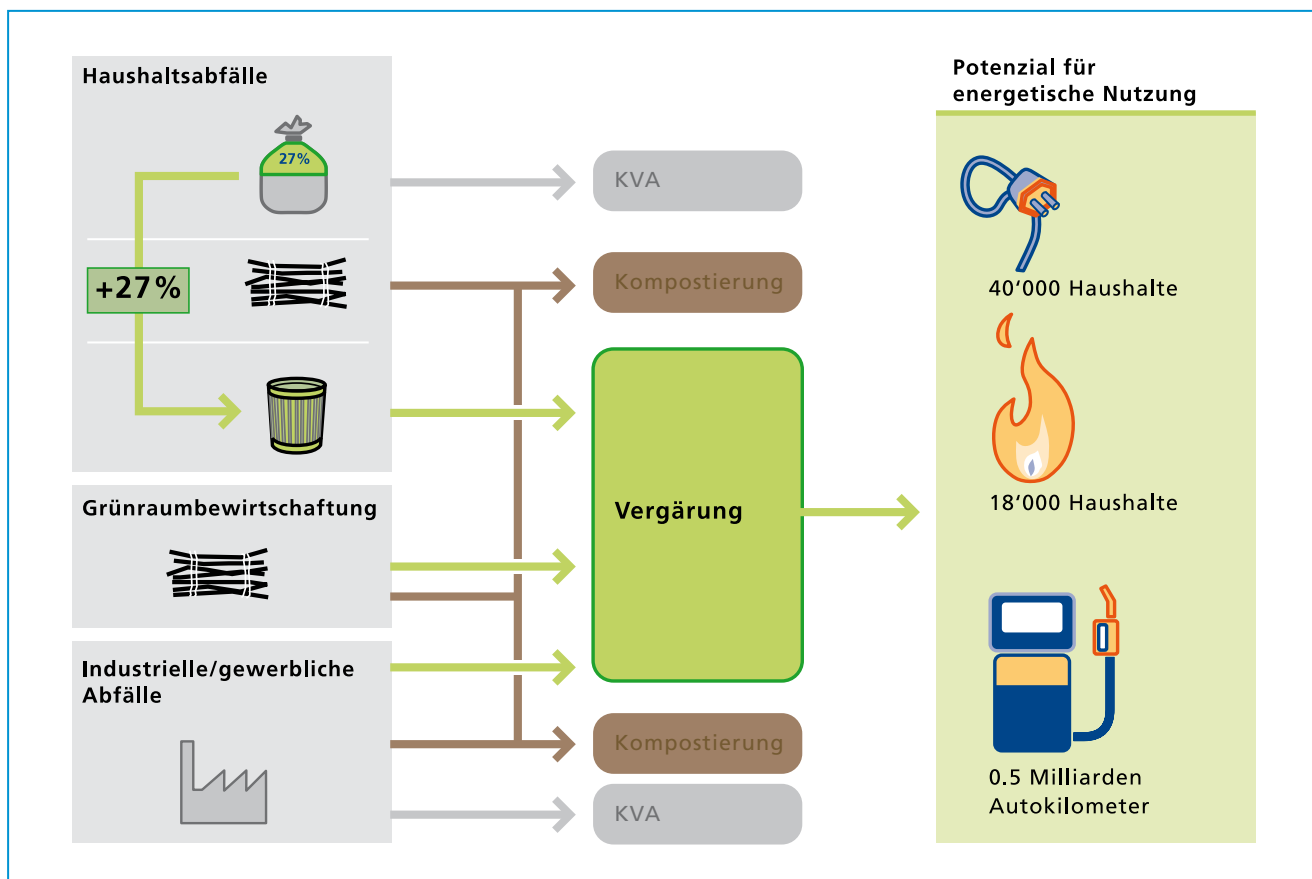 Haushaltsabfälle
27%
+27%
Grünraumbewirtschaftung
Industrielle/gewerbliche
Abfälle
KVA
Kompostierung
Vergärung
Kompostierung
KVA
Potenzial für
energetische Nutzung
40‘000 Haushalte
18‘000 Haushalte
0.5 Milliarden
Autokilometer